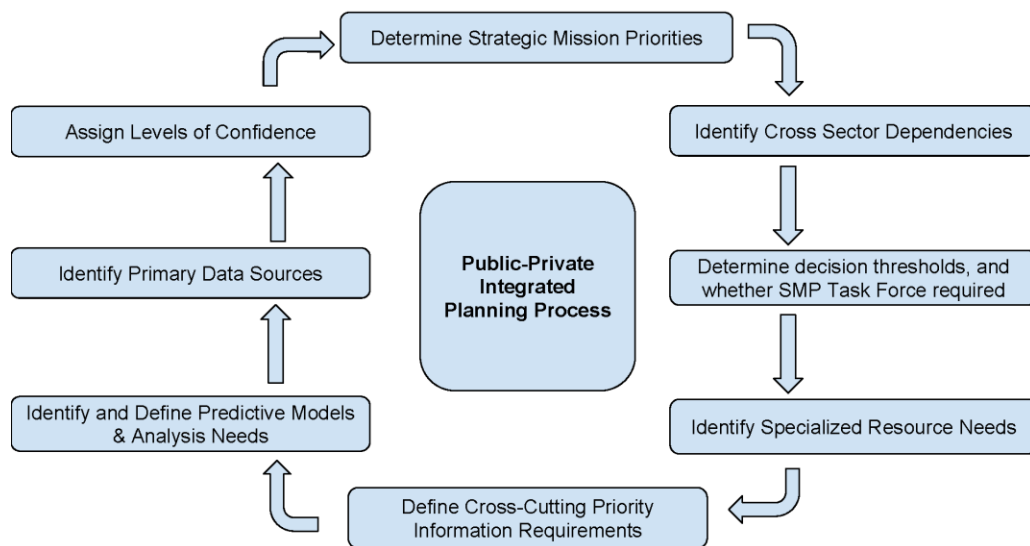 Determine Strategic Mission Priorities
Identify Cross Sector Dependencies
Determine decision thresholds, and
whether SMP Task Force required
Identify Specialized Resource Needs
Define Cross-Cutting Priority
Information Requirements
Identify and Define Predictive Models
& Analysis Needs
Identify Primary Data Sources
Assign Levels of Confidence
Public-Private
Integrated
Planning Process